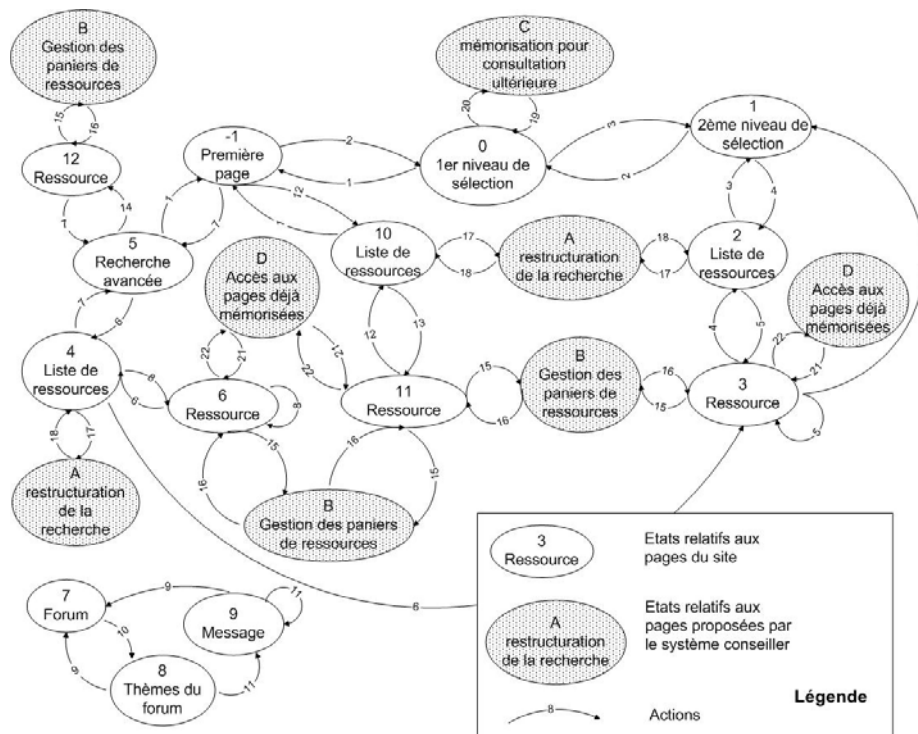 B
Gestion des
paniers de
ressources
15
16
12
Ressource
1
14
C
mémorisation pour
consultation
ultérieure
20
19
-1
Première
page
2
1
0
1er niveau de
sélection
3
2
1
2ème niveau de
sélection
1
7
12
1
3
4
5
Recherche
avancée
D
Accès aux
pages déjà
mémorisées
10
Liste de
ressources
17
18
A
restructuration
de la recherche
18
17
2
Liste de
ressources
D
Accès aux
pages déjà
mémorisées
7
6
22
21
21
22
12
13
4
5
22
21
4
Liste de
ressources
8
6
6
Ressource
8
11
Ressource
15
16
B
Gestion des
paniers de
ressources
16
15
3
Ressource
5
18
17
A
restructuration
de la
recherche
16
15
16
15
B
Gestion des paniers
de ressources
6
7
Forum
9
10
9
9
Message
11
8
Thèmes du
forum
11
3
Ressource
Etats relatifs aux
pages du site
A
restructuration
de la recherche
Etats relatifs aux
pages proposées par
le système conseiller
Légende
8
Actions